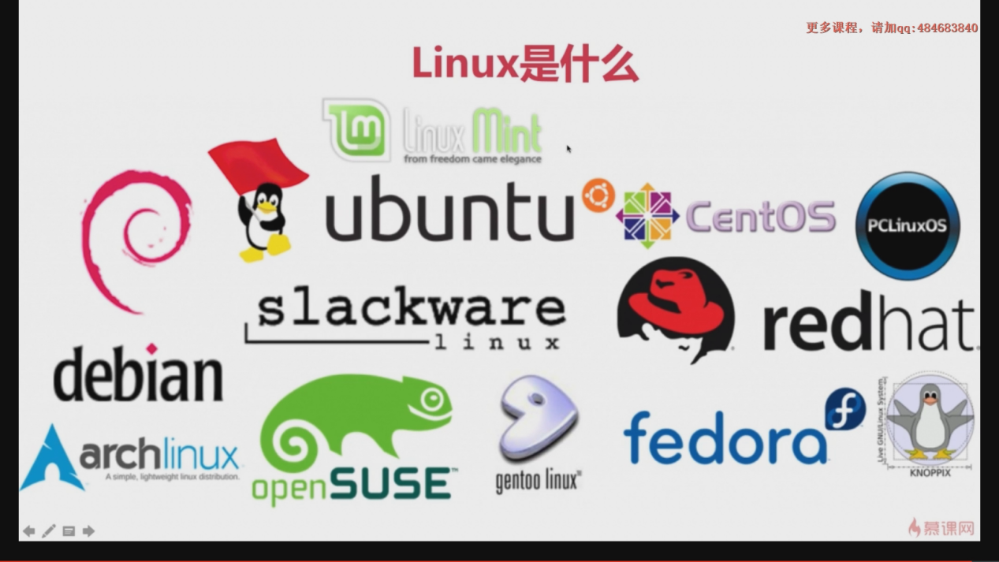 更多课程，请加qq:484683840
Linux是什么
linux Mint
from freedom came elegance
ubuntu
CentOS
PCLinuxOS
slackware
linux
redhat.
debian
archlinux
A simple, lightweight linux distribution.
openSUSE™
gentoo linux™
fedora
Live GNU/Linux System
KNOPPIX
慕课网